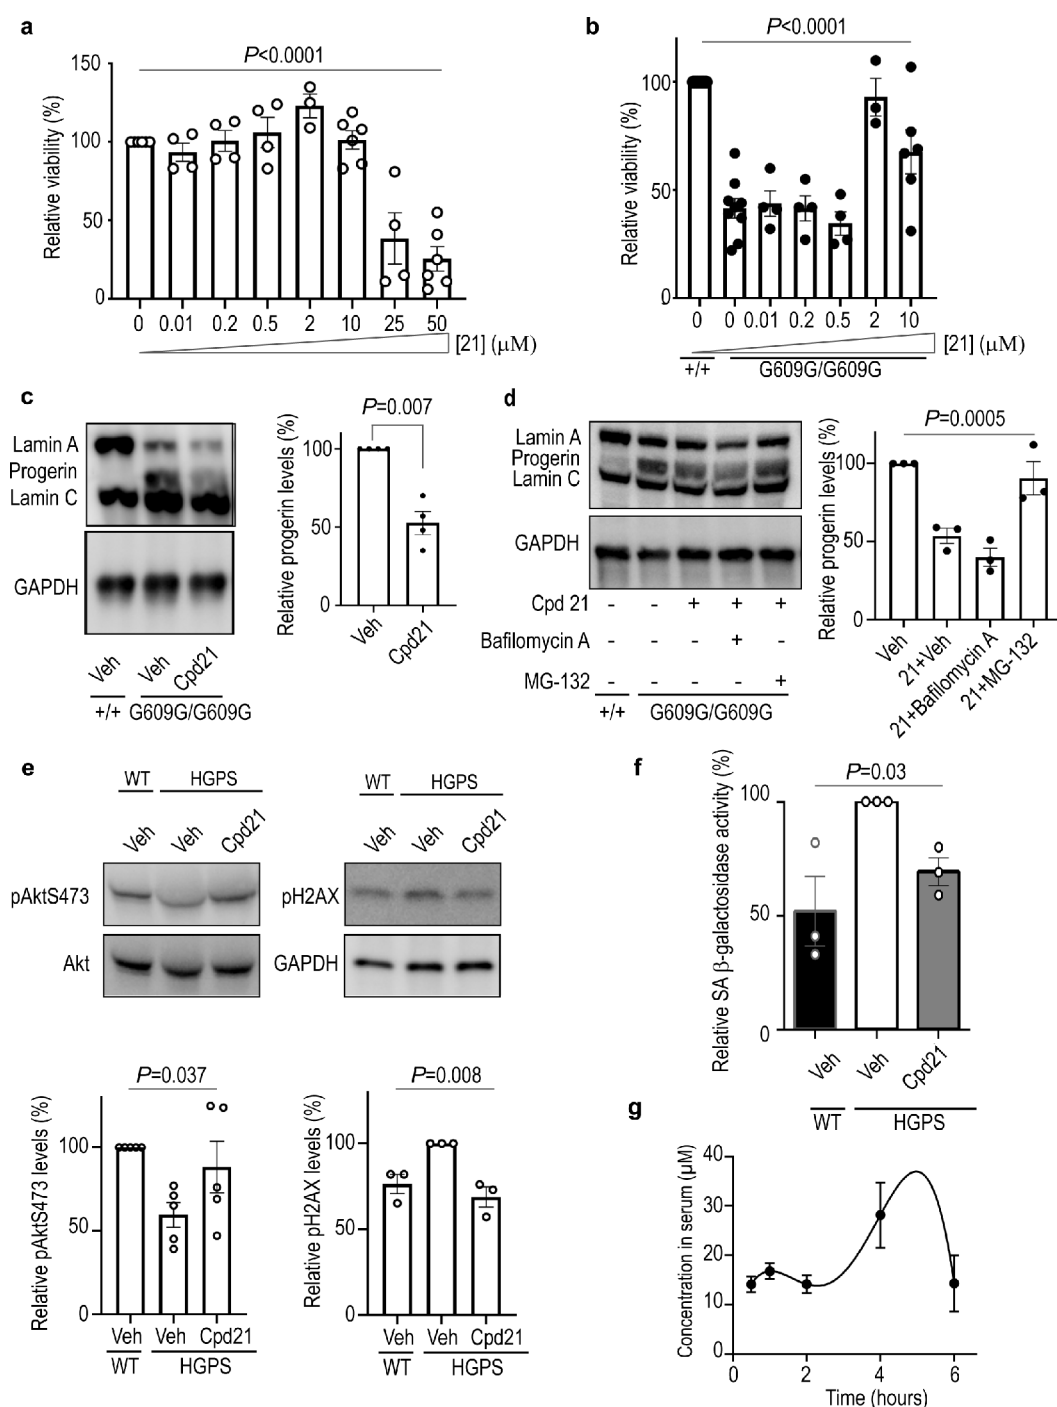 a
P<0.0001
Relative viability (%)
150
100
50
0
0 0.01 0.2 0.5 2 10 25 50
[21] (µM)
b
P<0.0001
Relative viability (%)
100
50
0
0 0 0.01 0.2 0.5 2 10
[21] (µM)
+/+ G609G/G609G
c
Lamin A
Progerin
Lamin C
GAPDH
Veh Veh Cpd21
+/+ G609G/G609G
P=0.007
Relative progerin levels (%)
100
50
0
Veh Cpd21
d
Lamin A
Progerin
Lamin C
GAPDH
Cpd 21 - - + + +
Bafilomycin A - - - + -
MG-132 - - - - +
+/+ G609G/G609G
P=0.0005
Relative progerin levels (%)
100
50
0
Veh 21+Veh 21+Bafilomycin A 21+MG-132
e
WT HGPS
Veh Veh Cpd21
pAktS473
Akt
WT HGPS
Veh Veh Cpd21
pH2AX
GAPDH
P=0.037
Relative pAktS473 levels (%)
100
50
0
Veh Veh Cpd21
WT HGPS
P=0.008
Relative pH2AX levels (%)
100
50
0
Veh Veh Cpd21
WT HGPS
f
P=0.03
Relative SA β-galactosidase activity (%)
100
50
0
Veh Veh Cpd21
WT HGPS
g
Concentration in serum (µM)
40
30
20
10
0
0 2 4 6
Time (hours)